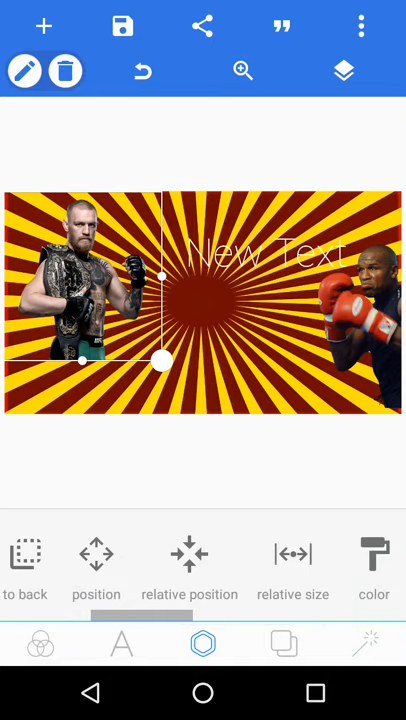 New Text
to back
position
relative position
relative size
color